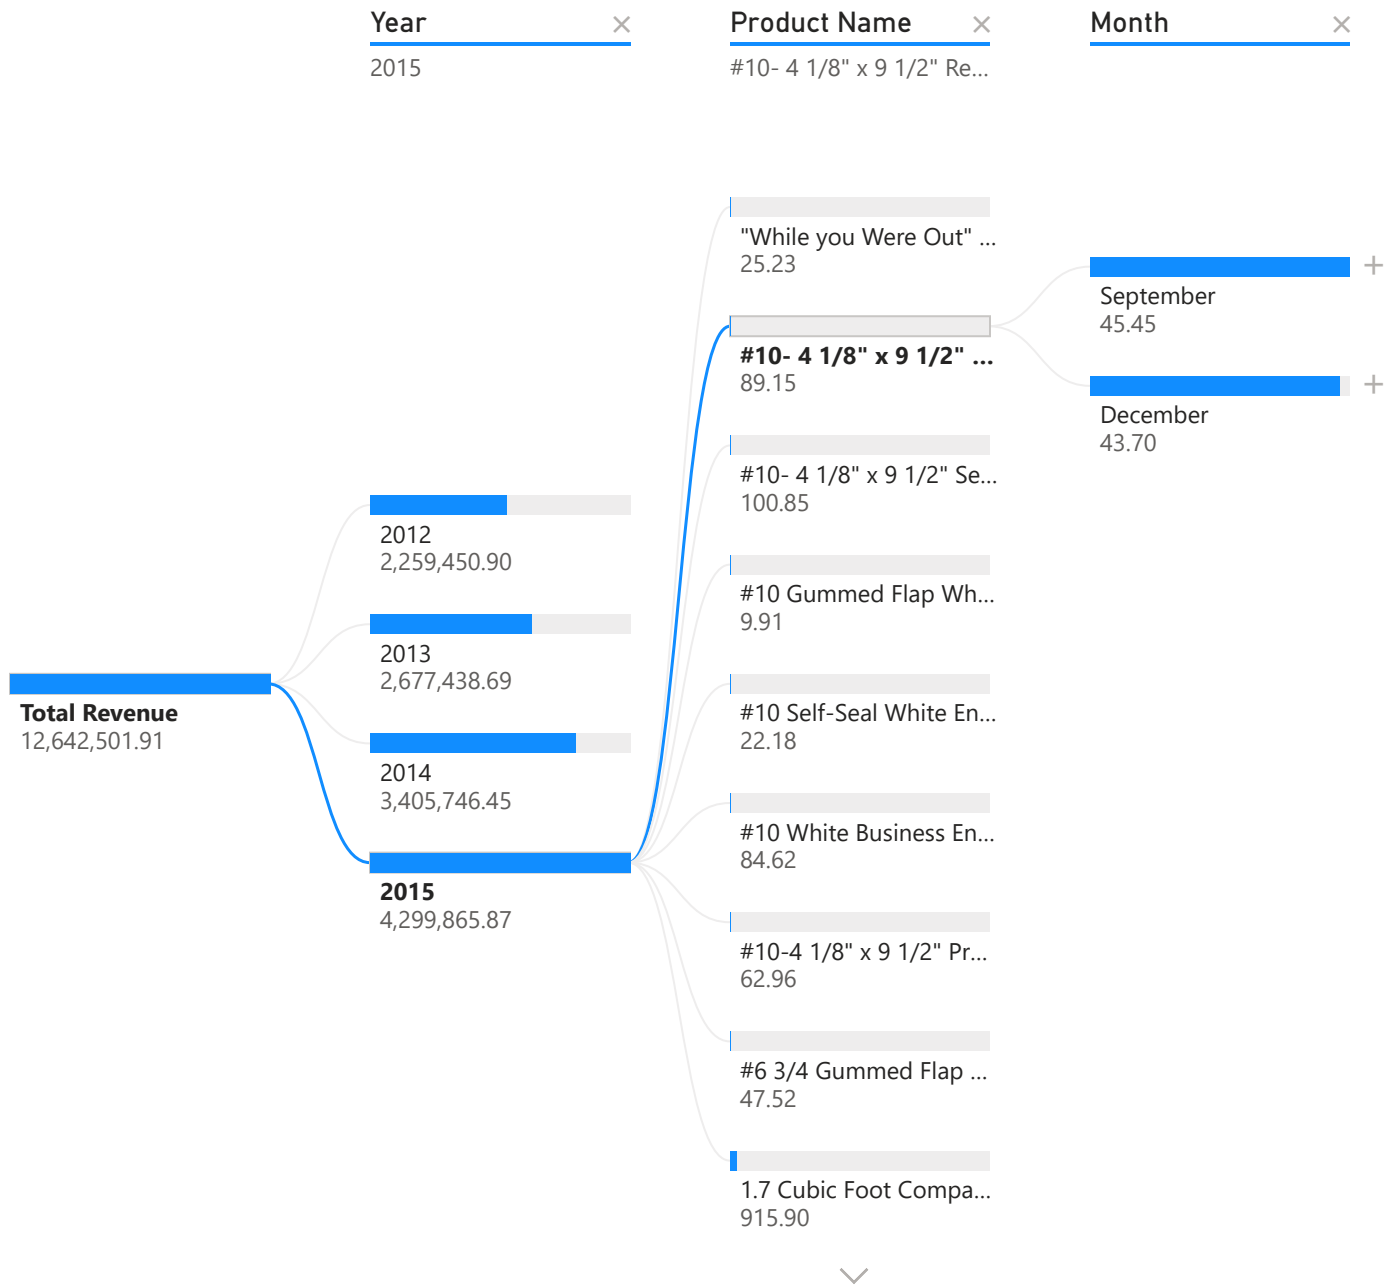 Year
Product Name
Month
2015
#10- 4 1/8" x 9 1/2" Re...
"While you Were Out" ...
25.23
#10- 4 1/8" x 9 1/2" ...
89.15
#10- 4 1/8" x 9 1/2" Se...
100.85
#10 Gummed Flap Wh...
9.91
#10 Self-Seal White En...
22.18
#10 White Business En...
84.62
#10-4 1/8" x 9 1/2" Pr...
62.96
#6 3/4 Gummed Flap ...
47.52
1.7 Cubic Foot Compa...
915.90
September
45.45
December
43.70
2012
2,259,450.90
2013
2,677,438.69
2014
3,405,746.45
2015
4,299,865.87
Total Revenue
12,642,501.91